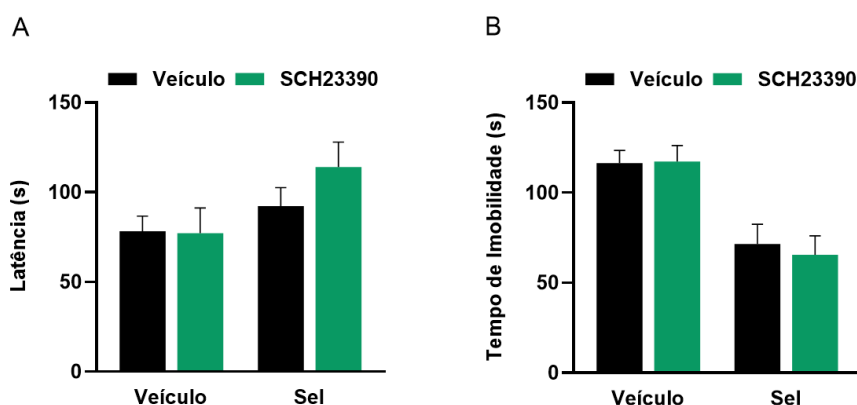 A
Veículo SCH23390
Latência (s)
150
100
50
0
Veículo Sel
B
Veículo SCH23390
Tempo de Imobilidade (s)
150
100
50
0
Veículo Sel